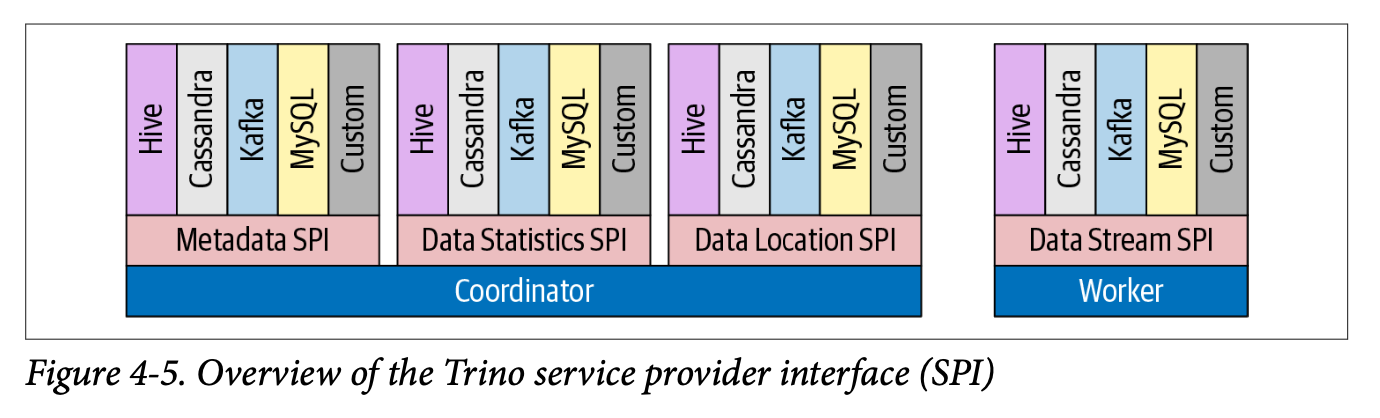 Hive Cassandra Kafka MySQL Custom
Hive Cassandra Kafka MySQL Custom
Hive Cassandra Kafka MySQL Custom
Hive Cassandra Kafka MySQL Custom
Metadata SPI
Data Statistics SPI
Data Location SPI
Data Stream SPI
Coordinator
Worker
Figure 4-5. Overview of the Trino service provider interface (SPI)